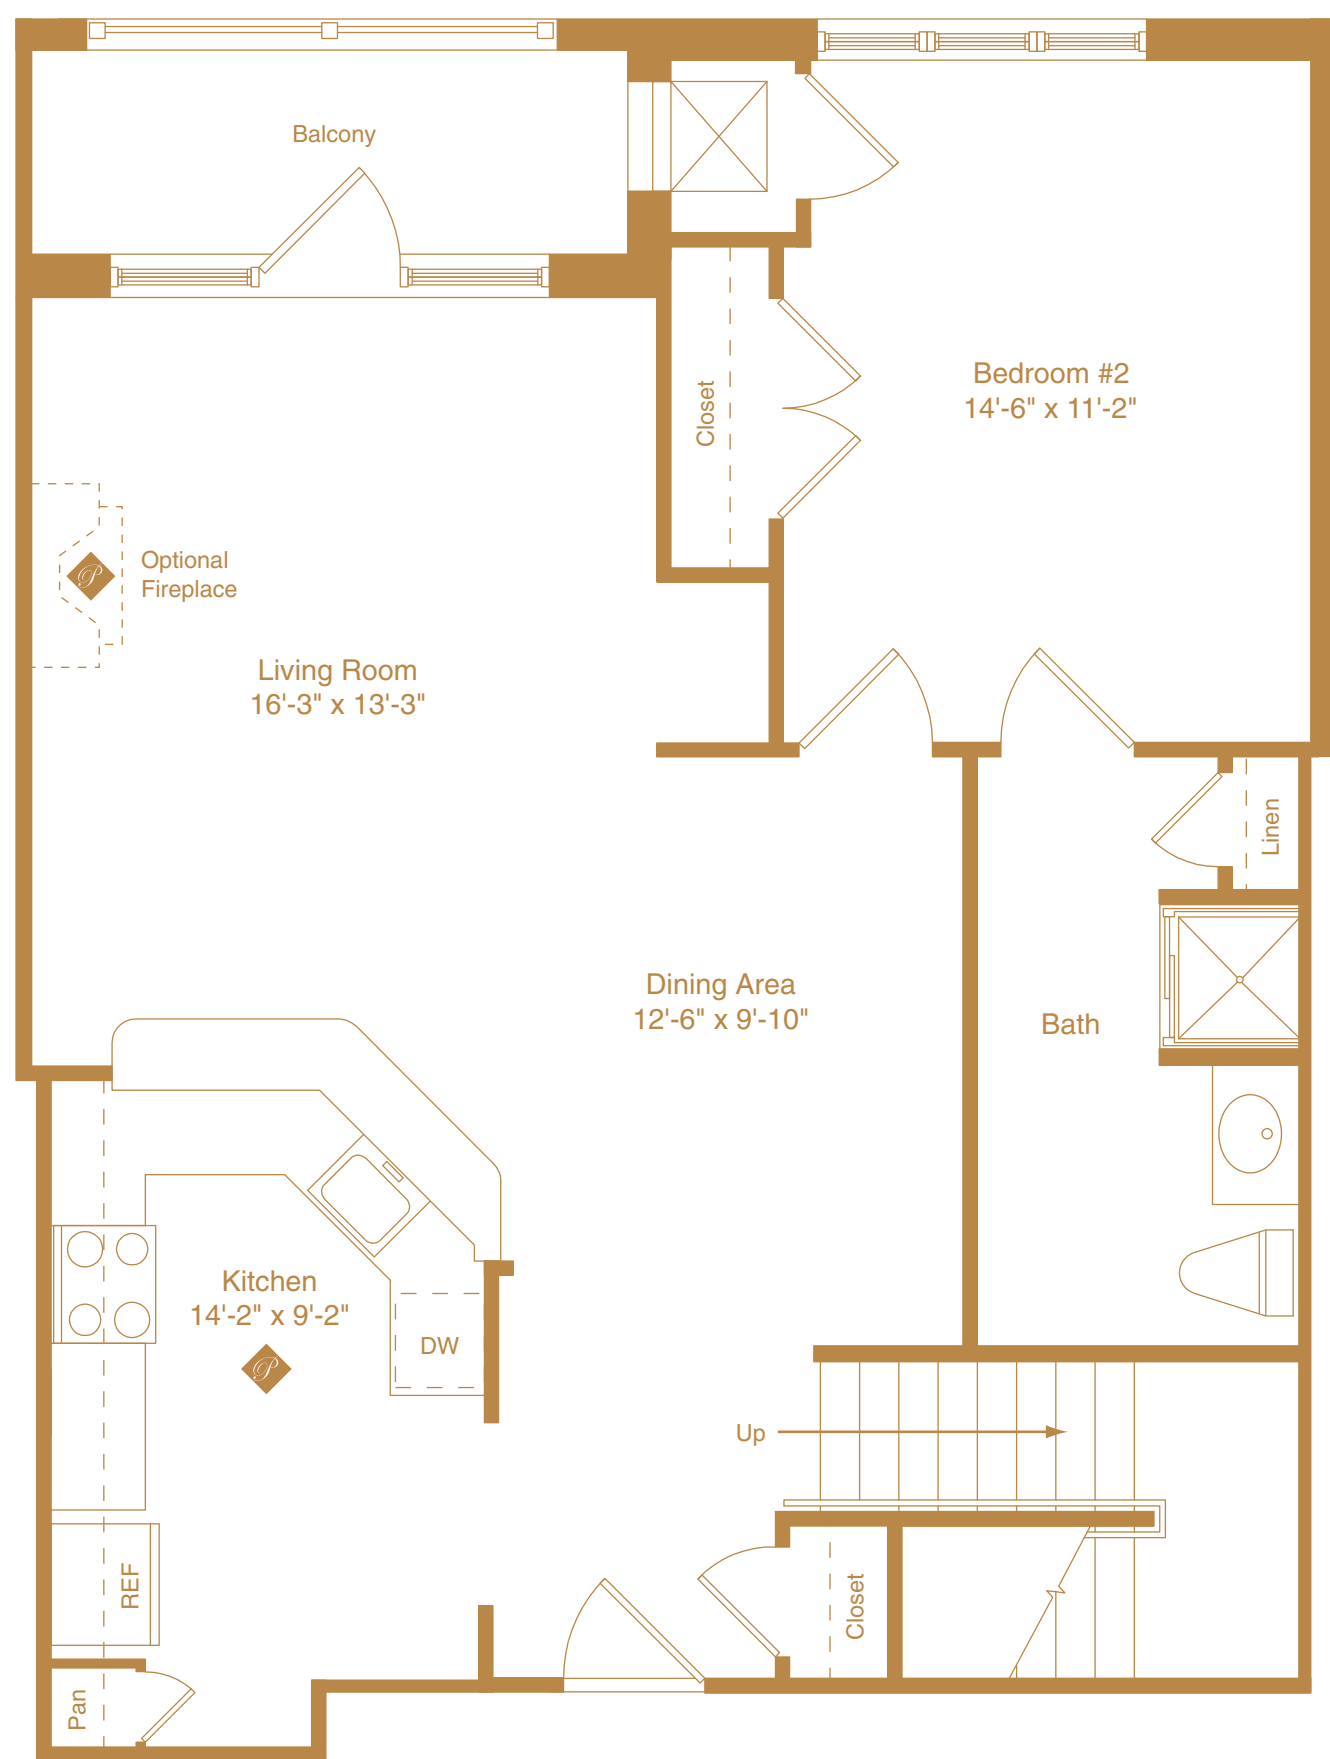 Balcony
Bedroom #2
14'-6" x 11'-2"
Closet
Optional
Fireplace
P
Living Room
16'-3" x 13'-3"
Linen
Dining Area
12'-6" x 9'-10"
Bath
Kitchen
14'-2" x 9'-2"
P
DW
Up
REF
Closet
Pan